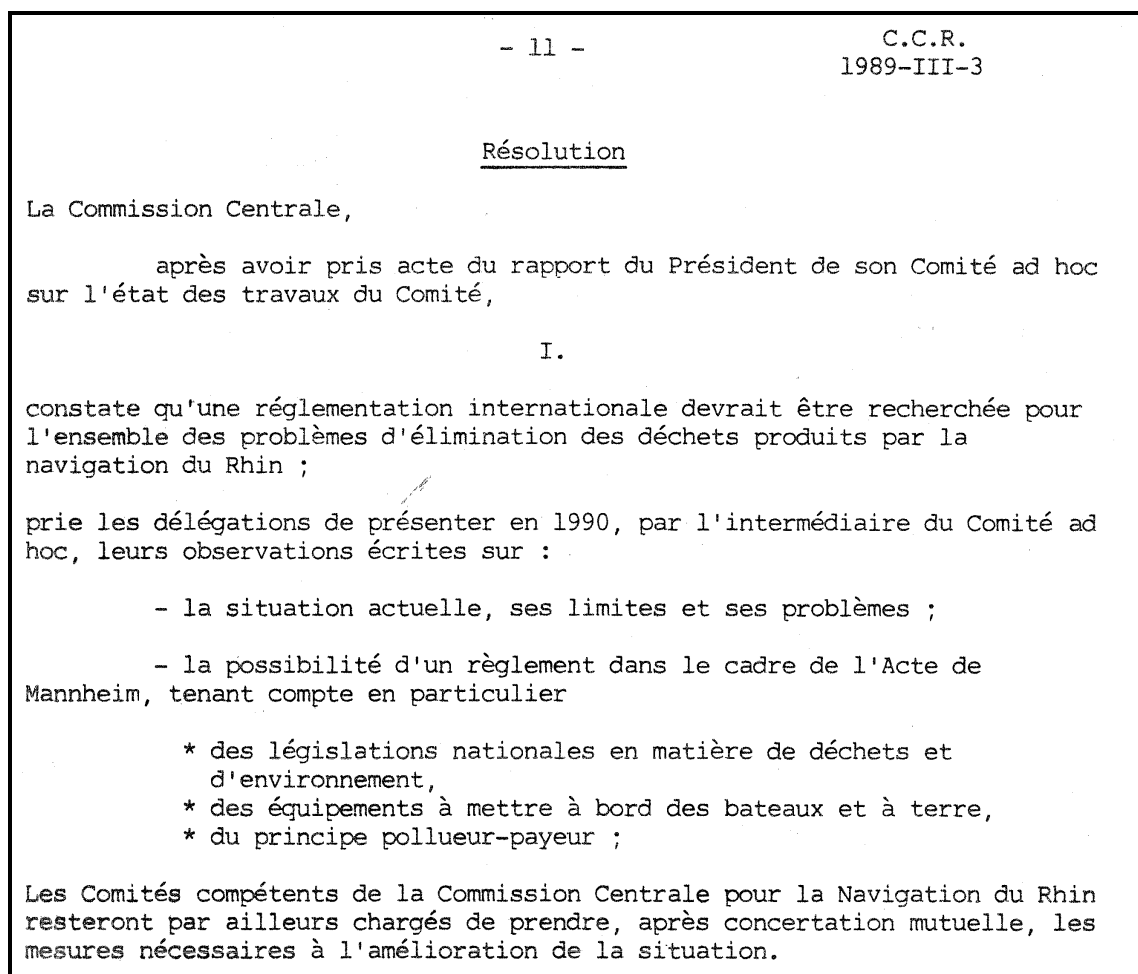 - 11 -
C.C.R.
1989-III-3
Résolution
La Commission Centrale,
après avoir pris acte du rapport du Président de son Comité ad hoc
sur l'état des travaux du Comité,
I.
constate qu'une réglementation internationale devrait être recherchée pour
l'ensemble des problèmes d'élimination des déchets produits par la
navigation du Rhin ;
prie les délégations de présenter en 1990, par l'intermédiaire du Comité ad
hoc, leurs observations écrites sur :
- la situation actuelle, ses limites et ses problèmes ;
- la possibilité d'un règlement dans le cadre de l'Acte de
Mannheim, tenant compte en particulier
* des législations nationales en matière de déchets et
d'environnement,
* des équipements à mettre à bord des bateaux et à terre,
* du principe pollueur-payeur ;
Les Comités compétents de la Commission Centrale pour la Navigation du Rhin
resteront par ailleurs chargés de prendre, après concertation mutuelle, les
mesures nécessaires à l'amélioration de la situation.